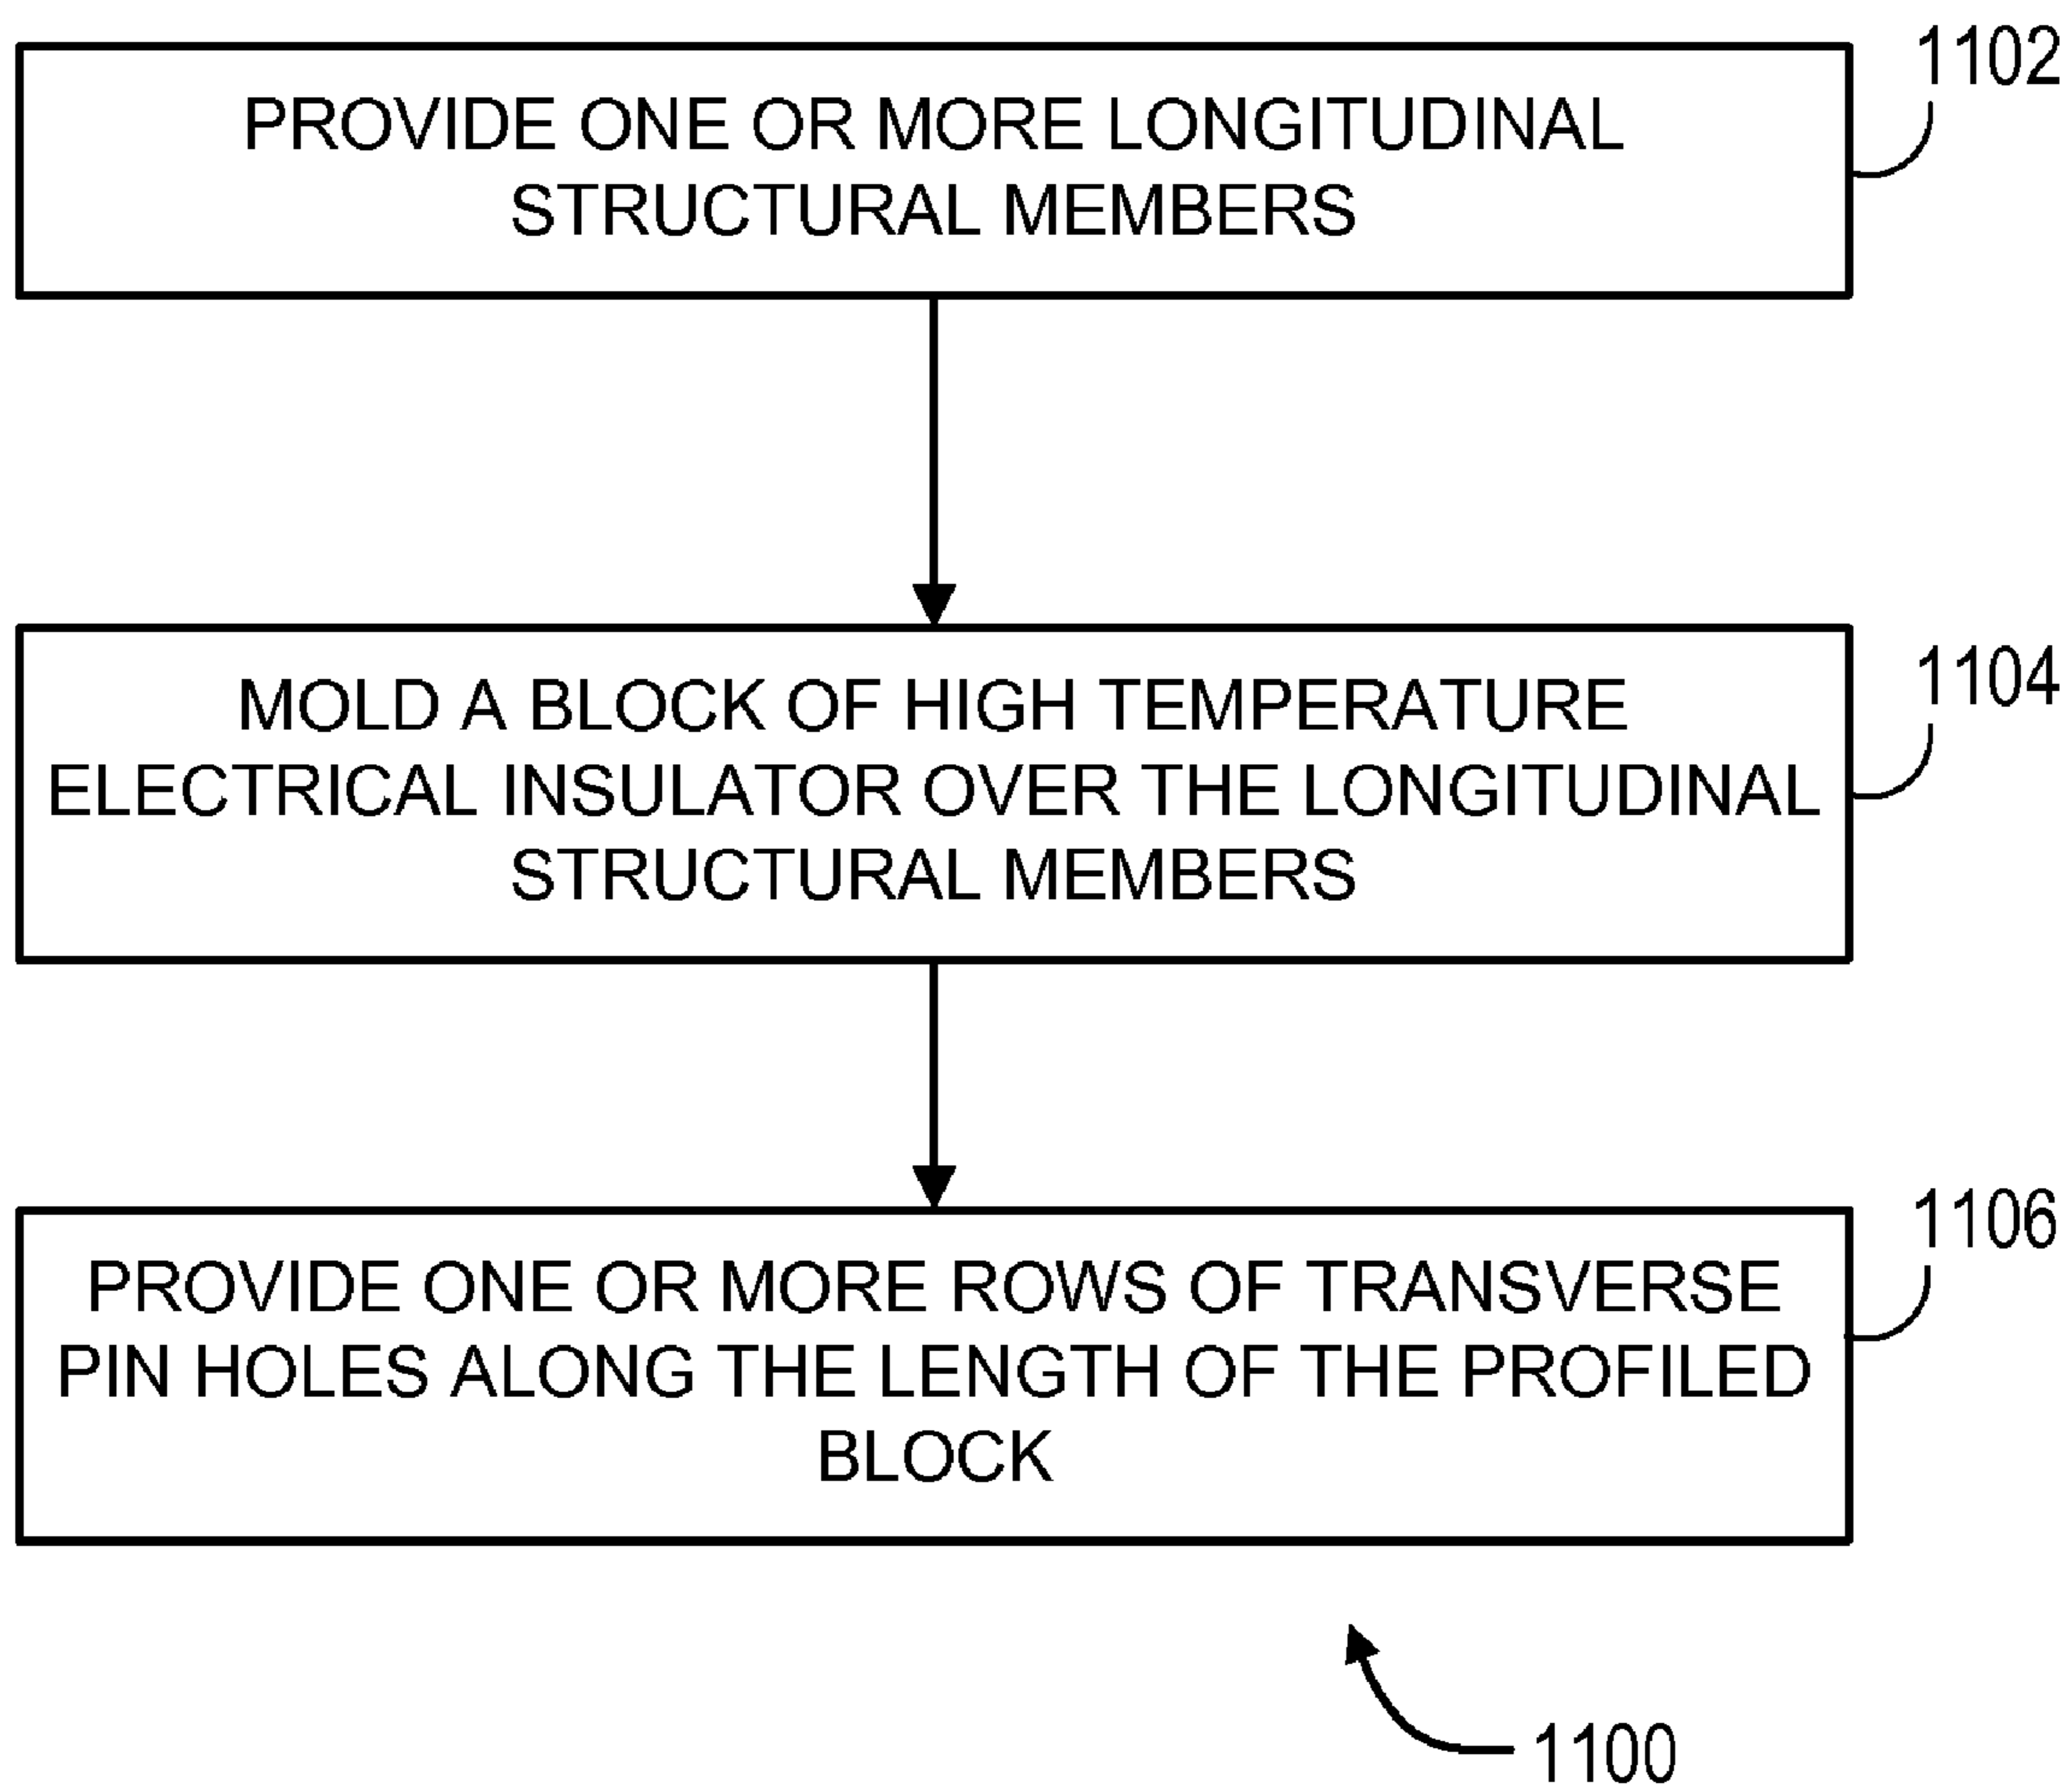 1102
PROVIDE ONE OR MORE LONGITUDINAL
STRUCTURAL MEMBERS
1104
MOLD A BLOCK OF HIGH TEMPERATURE
ELECTRICAL INSULATOR OVER THE LONGITUDINAL
STRUCTURAL MEMBERS
1106
PROVIDE ONE OR MORE ROWS OF TRANSVERSE
PIN HOLES ALONG THE LENGTH OF THE PROFILED
BLOCK
1100